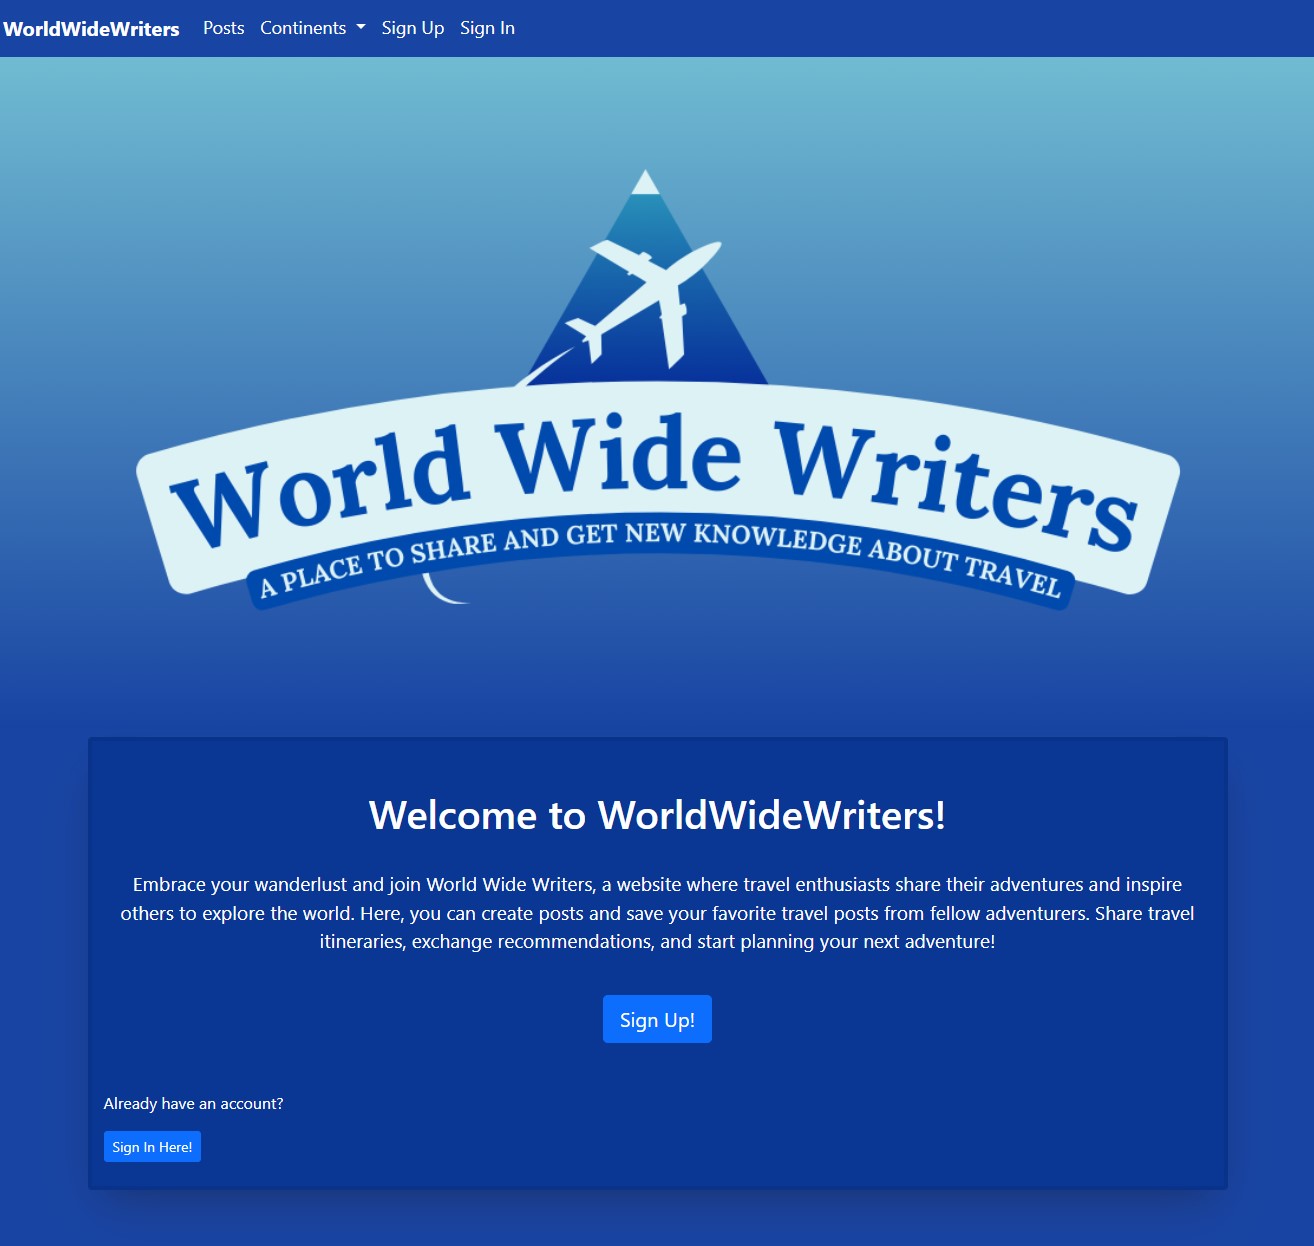 WorldWideWriters Posts Continents Sign Up Sign In
World Wide Writers
A PLACE TO SHARE AND GET NEW KNOWLEDGE ABOUT TRAVEL
Welcome to WorldWideWriters!
Embrace your wanderlust and join World Wide Writers, a website where travel enthusiasts share their adventures and inspire
others to explore the world. Here, you can create posts and save your favorite travel posts from fellow adventurers. Share travel
itineraries, exchange recommendations, and start planning your next adventure!
Sign Up!
Already have an account?
Sign In Here!